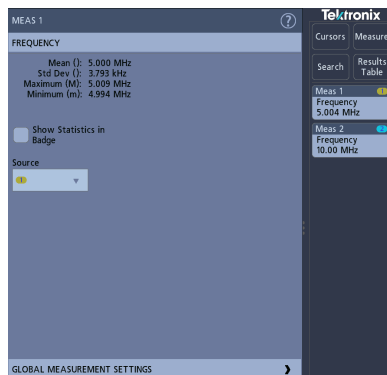 MEAS 1
?
FREQUENCY
Mean (): 5.000 MHz
Std Dev (): 3.793 kHz
Maximum (M): 5.009 MHz
Minimum (m): 4.994 MHz
Show Statistics in
Badge
Source
1
GLOBAL MEASUREMENT SETTINGS
Tektronix
Cursors
Measure
Search
Results
Table
Meas 1 1
Frequency
5.004 MHz
Meas 2 2
Frequency
10.00 MHz